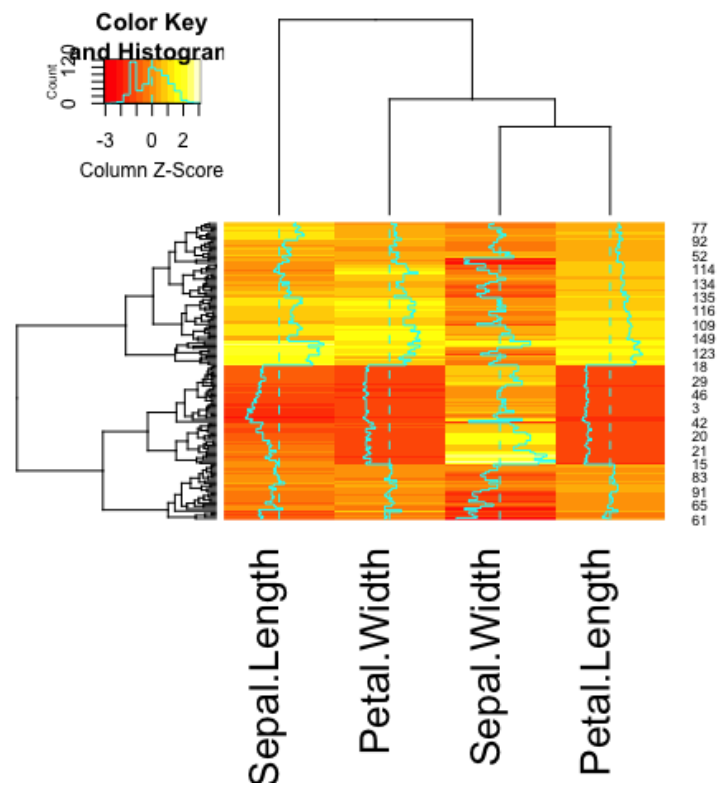 Color Key
and Histogram
Count
0
120
-3 0 2
Column Z-Score
77
92
52
114
134
135
116
109
149
123
18
29
46
3
42
20
21
15
83
91
65
61
Sepal.Length
Petal.Width
Sepal.Width
Petal.Length